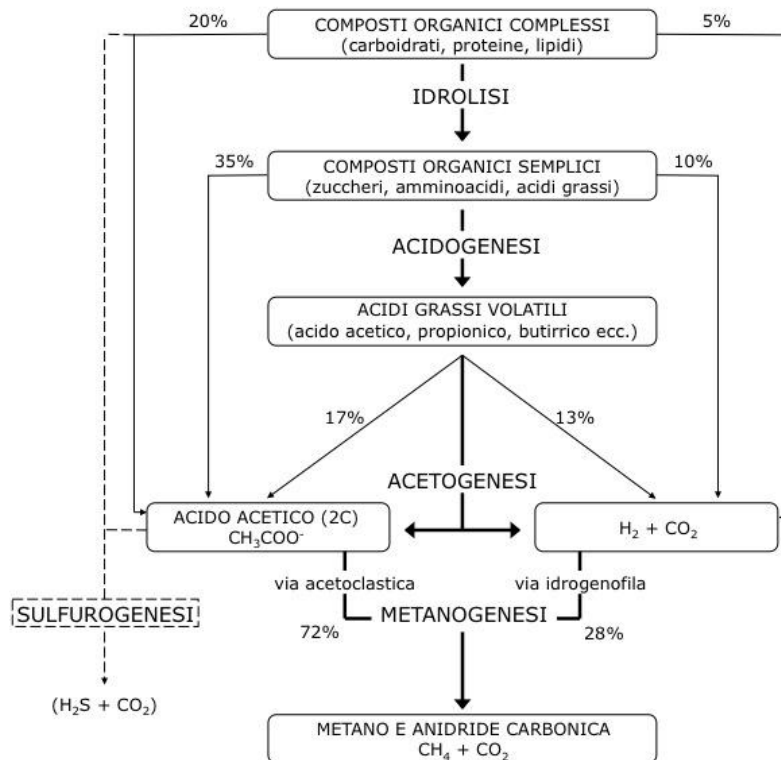 20%
COMPOSTI ORGANICI COMPLESSI
(carboidrati, proteine, lipidi)
5%
IDROLISI
35%
COMPOSTI ORGANICI SEMPLICI
(zuccheri, amminoacidi, acidi grassi)
10%
ACIDOGENESI
ACIDI GRASSI VOLATILI
(acido acetico, propionico, butirrico ecc.)
17%
13%
ACETOGENESI
ACIDO ACETICO (2C)
CH₃COO⁻
H₂ + CO₂
via acetoclastica
via idrogenofila
SULFUROGENESI
72%
METANOGENESI
28%
(H₂S + CO₂)
METANO E ANIDRIDE CARBONICA
CH₄ + CO₂